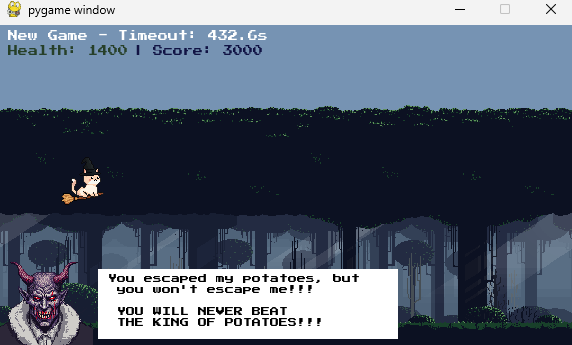 pygame window
New Game - Timeout: 432.Gs
Health: 1400 | Score: 3000
You escaped my potatoes, but
you won't escape me!!!
YOU WILL NEVER BEAT
THE KING OF POTATOES!!!